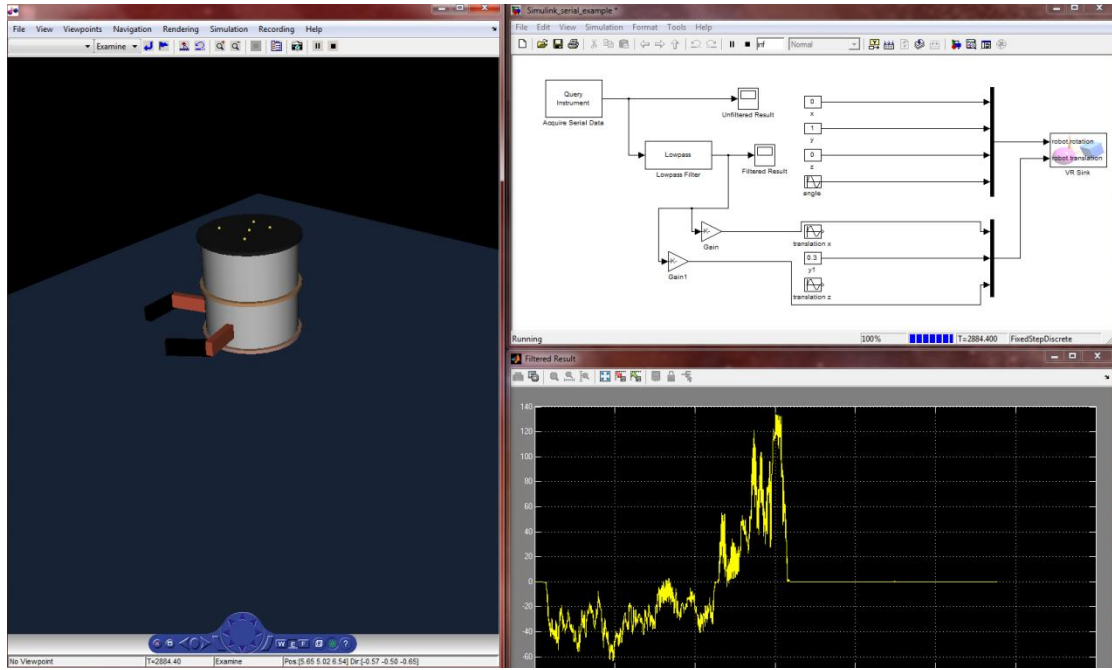 File View Viewpoints Navigation Rendering Simulation Recording Help
Examine
No Viewpoint T=2884.40 Examine Pos:[5.65 5.02 6.54] Dir:[-0.57 -0.50 -0.65]
Simulink_serial_example *
File Edit View Simulation Format Tools Help
inf Normal
Query
Instrument
Acquire Serial Data
Unfiltered Result
Lowpass
Lowpass Filter
Filtered Result
-K-
Gain
-K-
Gain1
0
x
1
y
0
z
angle
translation x
0.3
y1
translation z
robot.rotation
robot.translation
VR Sink
Running 100% T=2884.400 FixedStepDiscrete
Filtered Result
140
120
100
80
60
40
20
0
-20
-40
-60